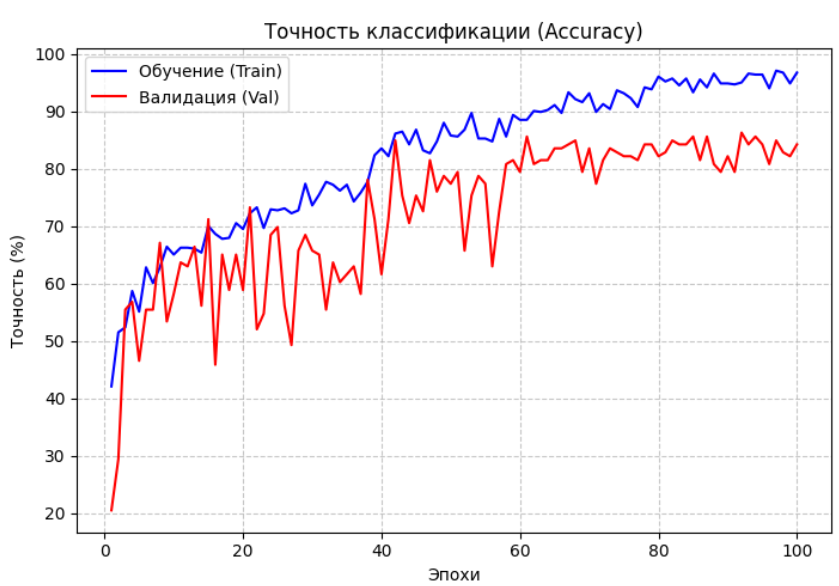 Точность классификации (Accuracy)
Обучение (Train)
Валидация (Val)
Точность (%)
100
90
80
70
60
50
40
30
20
0 20 40 60 80 100
Эпохи